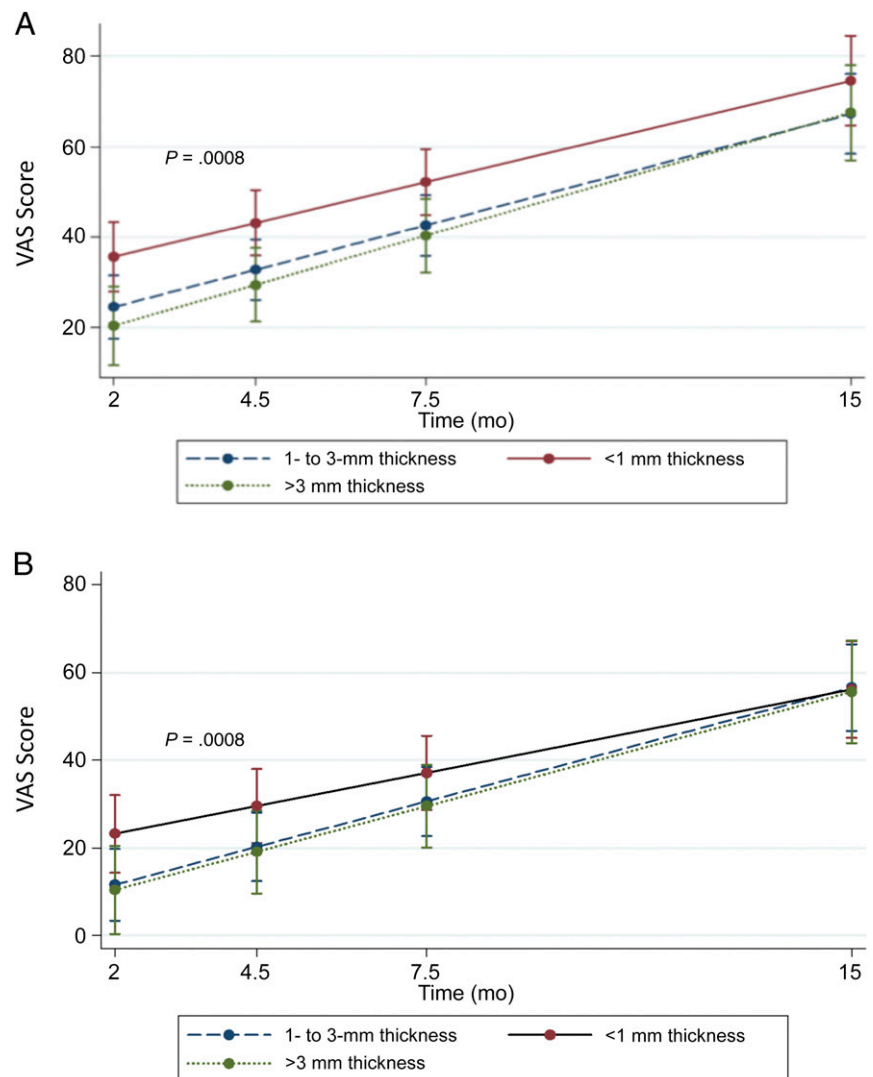 A
80
60
40
20
VAS Score
P = .0008
2 4.5 7.5 15
Time (mo)
1- to 3-mm thickness <1 mm thickness
>3 mm thickness
B
80
60
40
20
0
VAS Score
P = .0008
2 4.5 7.5 15
Time (mo)
1- to 3-mm thickness <1 mm thickness
>3 mm thickness